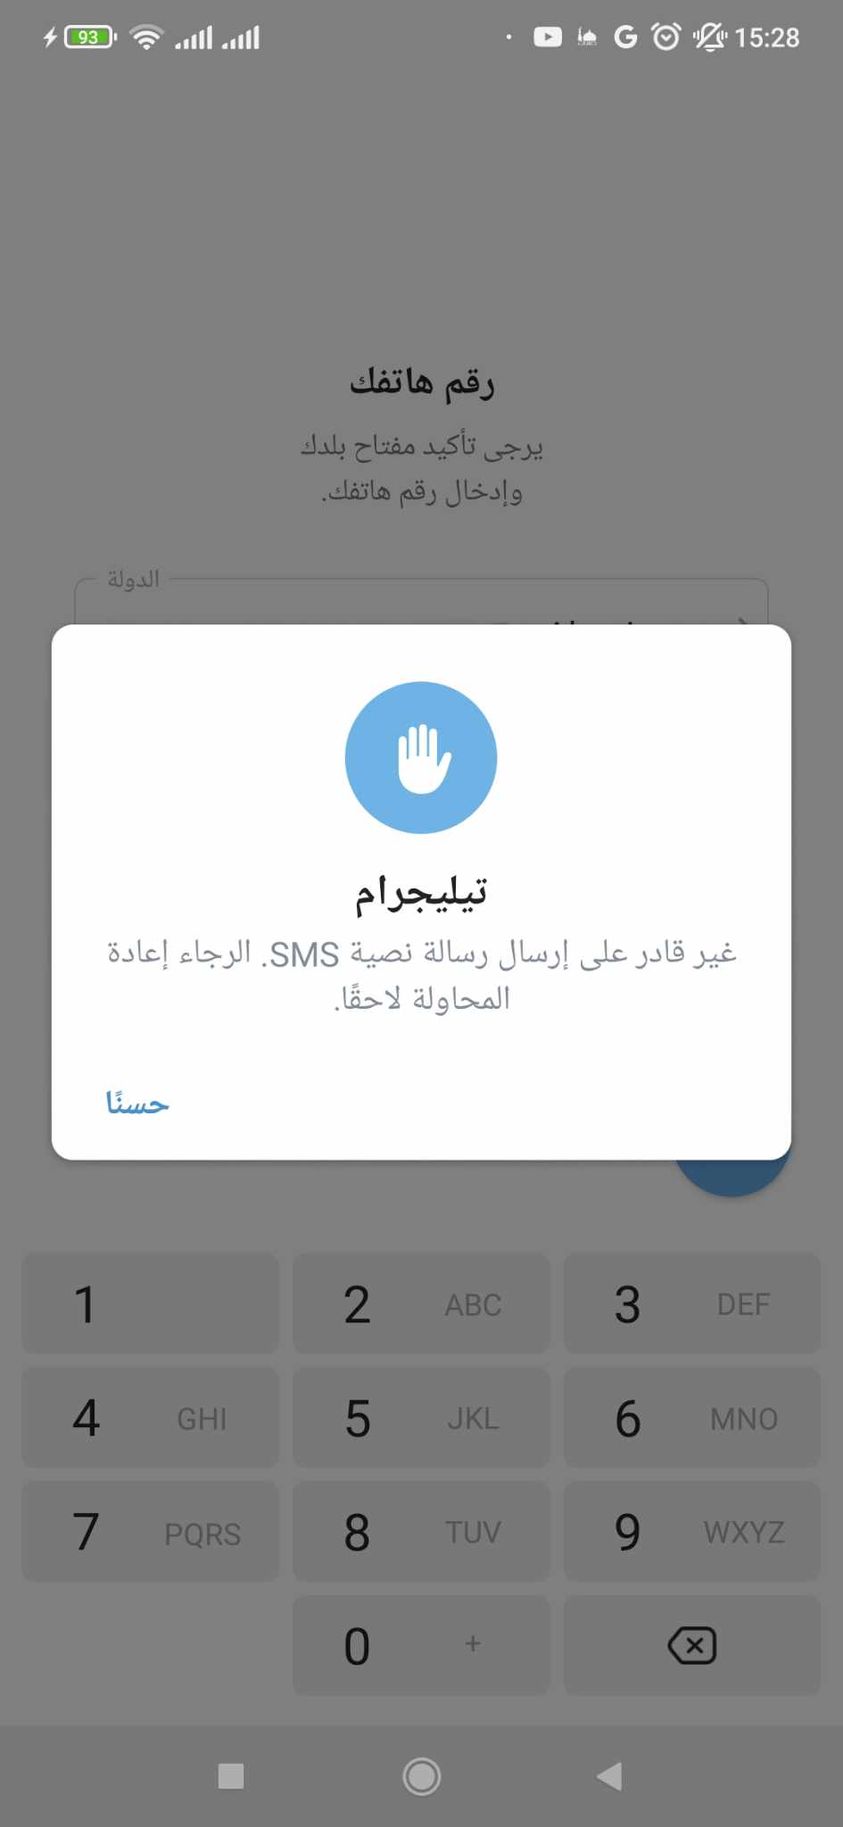 93
15:28
رقم هاتفك
يرجى تأكيد مفتاح بلدك
وإدخال رقم هاتفك.
الدولة
تيليجرام
غير قادر على إرسال رسالة نصية SMS. الرجاء إعادة
المحاولة لاحقًا.
حسنًا
1
2 ABC
3 DEF
4 GHI
5 JKL
6 MNO
7 PQRS
8 TUV
9 WXYZ
0 +